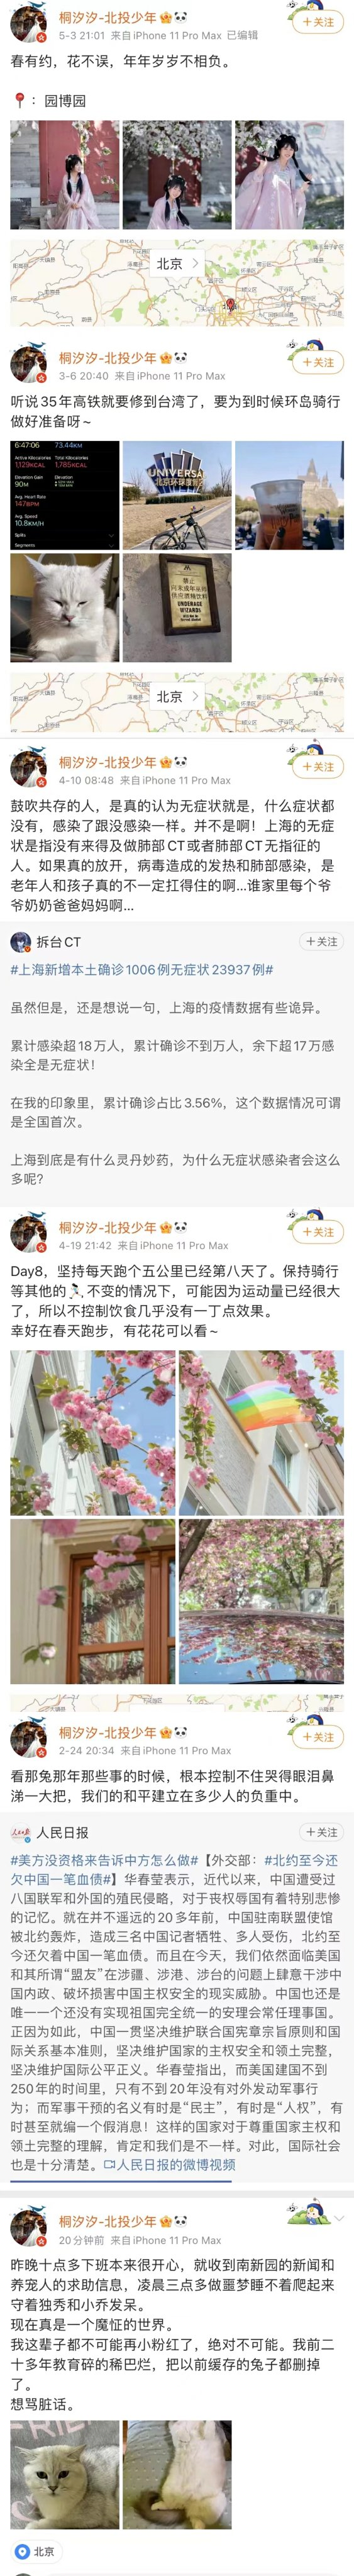 桐汐汐-北投少年
5-3 21:01 来自iPhone 11 Pro Max 已编辑
+关注
春有约，花不误，年年岁岁不相负。
：园博园
北京
桐汐汐-北投少年
3-6 20:40 来自iPhone 11 Pro Max
+关注
听说35年高铁就要修到台湾了，要为到时候环岛骑行
做好准备呀~
6:47:06 73.44KM
Active Kilocalories Total Kilocalories
1,129KCAL 1,785KCAL
Elevation Gain
90M
Avg. Heart Rate
147BPM
Avg. Speed
10.8KM/H
Splits
Segments
UNIVERSAL
北京环球度假区
禁止
向未成年巫师
供应酒精饮料
UNDERAGE
WIZARDS
北京
桐汐汐-北投少年
4-10 08:48 来自iPhone 11 Pro Max
+关注
鼓吹共存的人，是真的认为无症状就是，什么症状都
没有，感染了跟没感染一样。并不是啊！上海的无症
状是指没有来得及做肺部CT或者肺部CT无指征的
人。如果真的放开，病毒造成的发热和肺部感染，是
老年人和孩子真的不一定扛得住的啊...谁家里每个爷
爷奶奶爸爸妈妈啊...
拆台CT
+关注
#上海新增本土确诊1006例无症状23937例#
虽然但是，还是想说一句，上海的疫情数据有些诡异。
累计感染超18万人，累计确诊不到万人，余下超17万感
染全是无症状！
在我的印象里，累计确诊占比3.56%，这个数据情况可谓
是全国首次。
上海到底是有什么灵丹妙药，为什么无症状感染者会这么
多呢？
桐汐汐-北投少年
4-19 21:42 来自iPhone 11 Pro Max
+关注
Day8，坚持每天跑个五公里已经第八天了。保持骑行
等其他的不变的情况下，可能因为运动量已经很大
了，所以不控制饮食几乎没有一丁点效果。
幸好在春天跑步，有花花可以看~
桐汐汐-北投少年
2-24 20:34 来自iPhone 11 Pro Max
+关注
看那兔那年那些事的时候，根本控制不住哭得眼泪鼻
涕一大把，我们的和平建立在多少人的负重中。
人民日报
+关注
#美方没资格来告诉中方怎么做#【外交部：#北约至今还
欠中国一笔血债#】华春莹表示，近代以来，中国遭受过
八国联军和外国的殖民侵略，对于丧权辱国有着特别悲惨
的记忆。就在并不遥远的20多年前，中国驻南联盟使馆
被北约轰炸，造成三名中国记者牺牲、多人受伤，北约至
今还欠着中国一笔血债。而且在今天，我们依然面临美国
和其所谓“盟友”在涉疆、涉港、涉台的问题上肆意干涉中
国内政、破坏损害中国主权安全的现实威胁。中国也还是
唯一一个还没有实现祖国完全统一的安理会常任理事国。
正因为如此，中国一贯坚决维护联合国宪章宗旨原则和国
际关系基本准则，坚决维护国家的主权安全和领土完整，
坚决维护国际公平正义。华春莹指出，而美国建国不到
250年的时间里，只有不到20年没有对外发动军事行
为；而军事干预的名义有时是“民主”，有时是“人权”，有
时甚至就编一个假消息！这样的国家对于尊重国家主权和
领土完整的理解，肯定和我们是不一样。对此，国际社会
也是十分清楚。人民日报的微博视频
桐汐汐-北投少年
20分钟前 来自iPhone 11 Pro Max
昨晚十点多下班本来很开心，就收到南新园的新闻和
养宠人的求助信息，凌晨三点多做噩梦睡不着爬起来
守着独秀和小乔发呆。
现在真是一个魔怔的世界。
我这辈子都不可能再小粉红了，绝对不可能。我前二
十多年教育碎的稀巴烂，把以前缓存的兔子都删掉
了。
想骂脏话。
北京